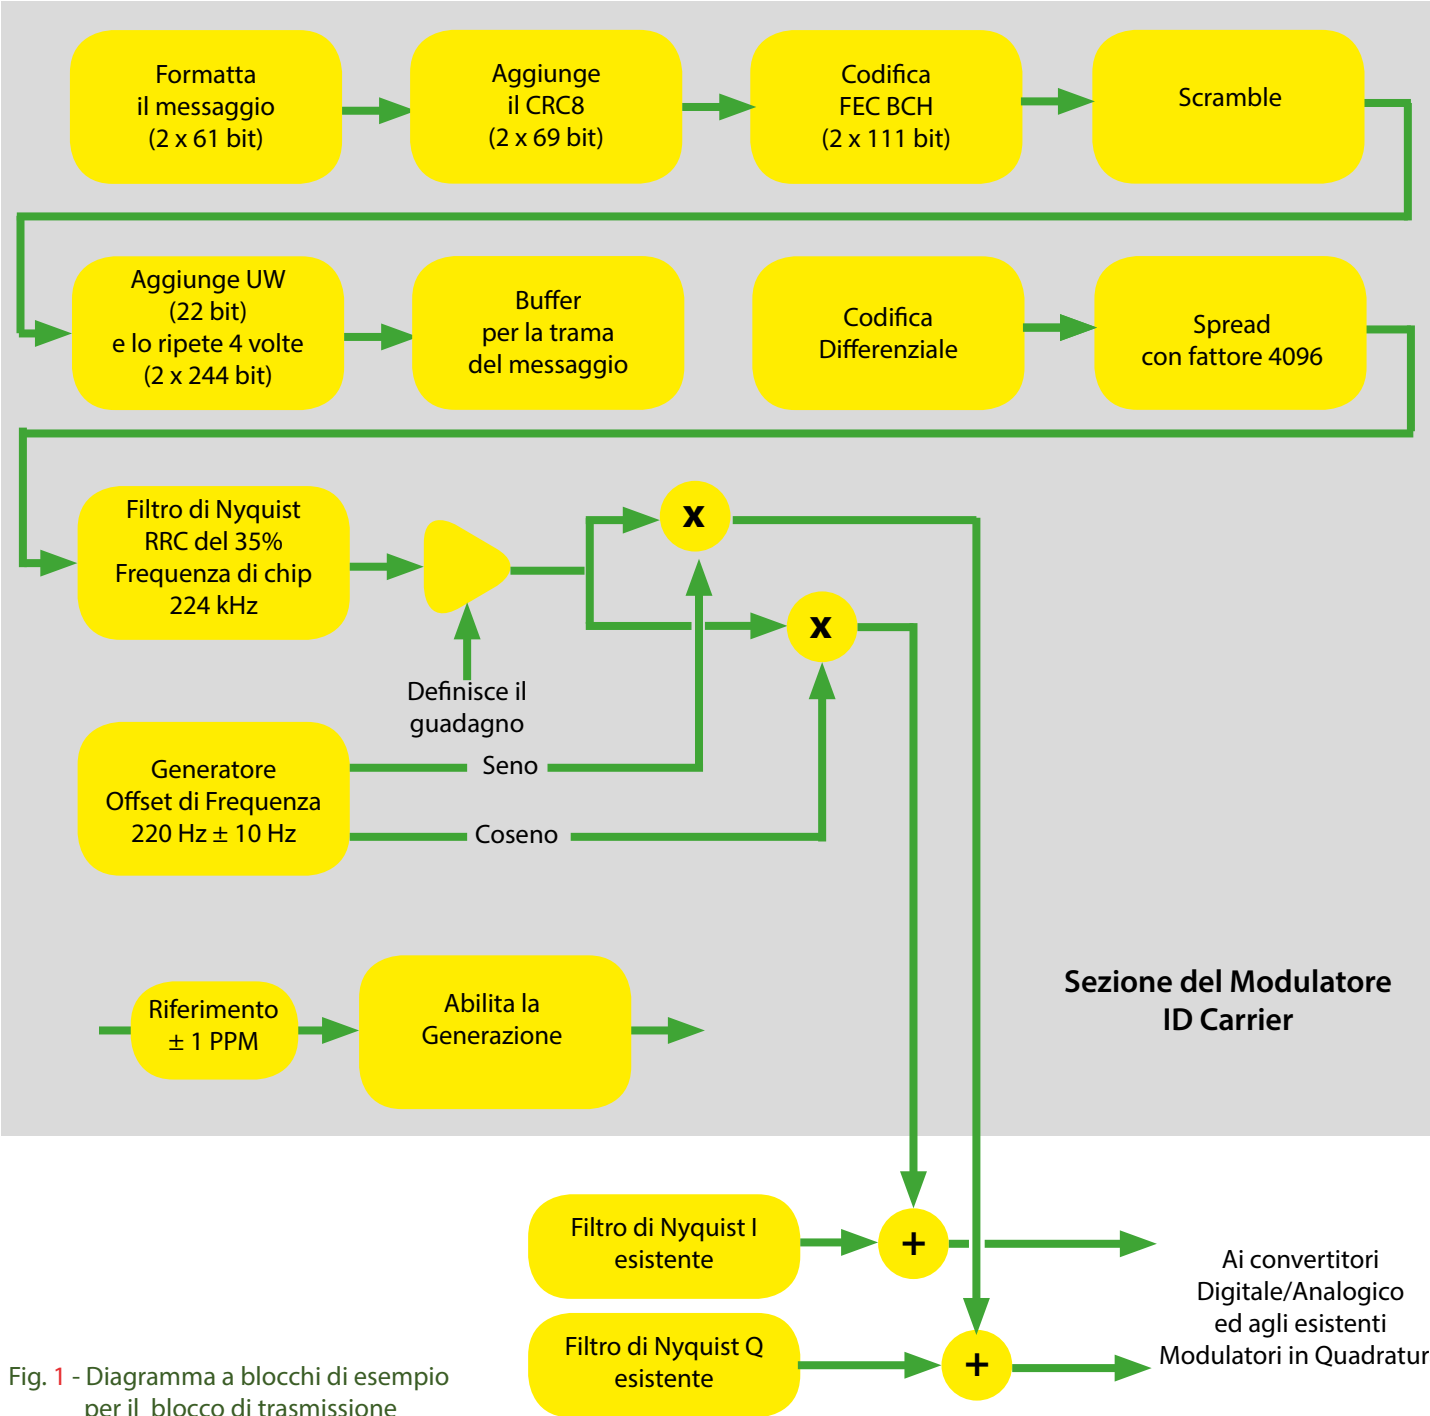 Formatta
il messaggio
(2 x 61 bit)
Aggiunge
il CRC8
(2 x 69 bit)
Codifica
FEC BCH
(2 x 111 bit)
Scramble
Aggiunge UW
(22 bit)
e lo ripete 4 volte
(2 x 244 bit)
Buffer
per la trama
del messaggio
Codifica
Differenziale
Spread
con fattore 4096
Filtro di Nyquist
RRC del 35%
Frequenza di chip
224 kHz
x
x
Definisce il
guadagno
Generatore
Offset di Frequenza
220 Hz ± 10 Hz
Seno
Coseno
Riferimento
± 1 PPM
Abilita la
Generazione
Sezione del Modulatore
ID Carrier
Filtro di Nyquist I
esistente
+
Filtro di Nyquist Q
esistente
+
Ai convertitori
Digitale/Analogico
ed agli esistenti
Modulatori in Quadratur
Fig. 1 - Diagramma a blocchi di esempio
per il blocco di trasmissione